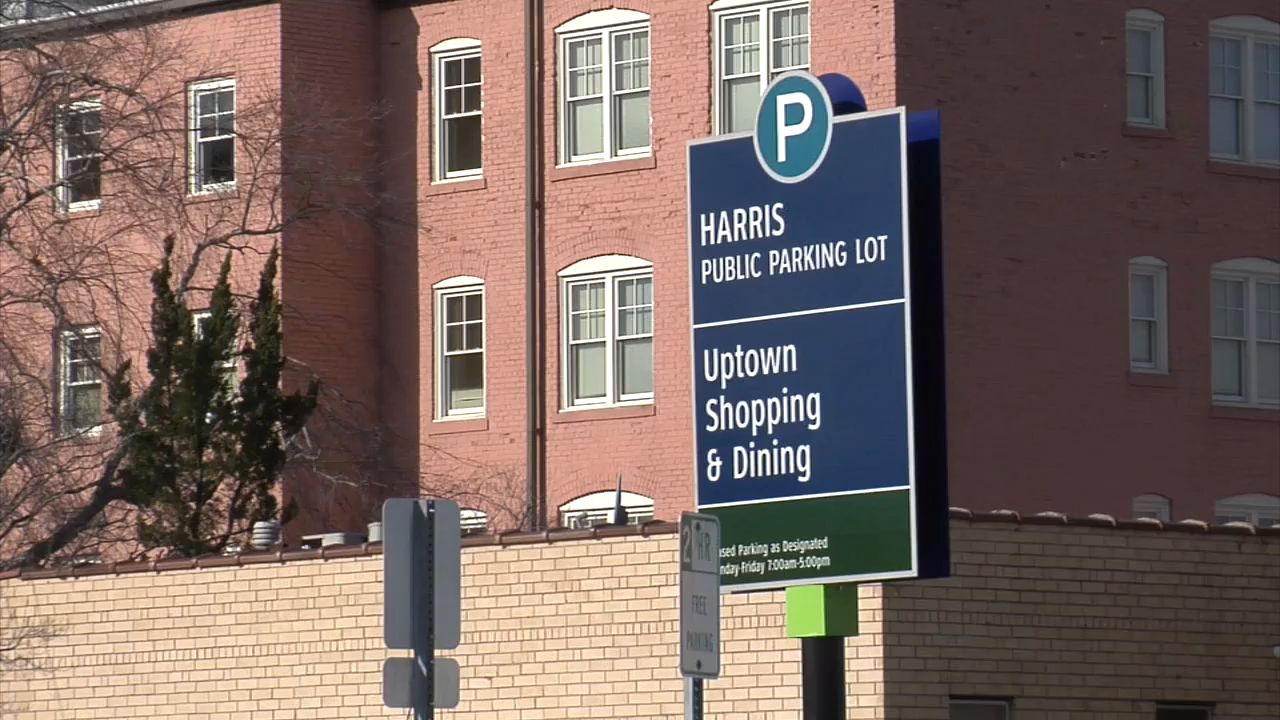 P
HARRIS
PUBLIC PARKING LOT
Uptown
Shopping
& Dining
Parking as Designated
7:00am-5:00pm
2 HR
FREE
PARKING